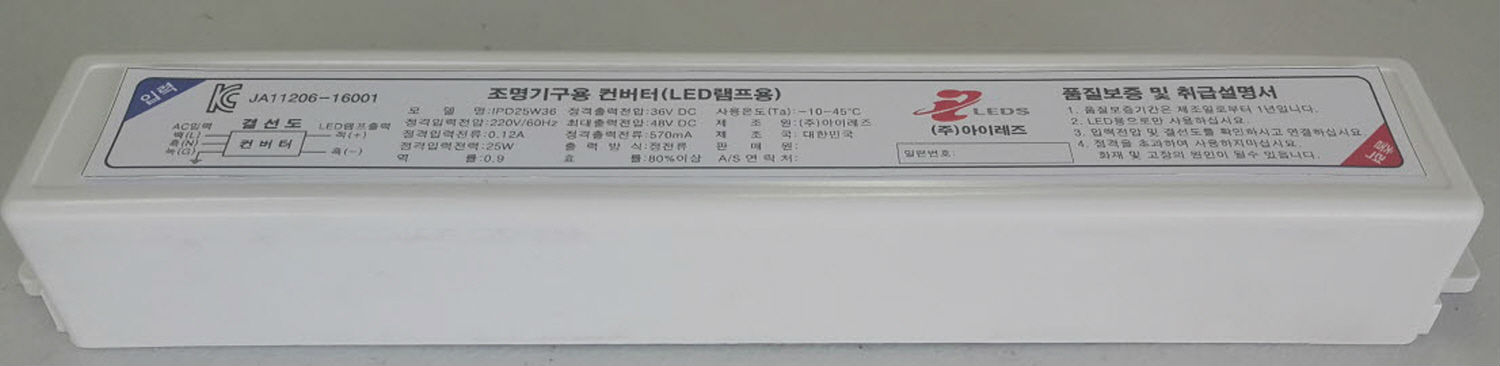 입력
JA11206-16001
결선도
AC입력
LED램프출력
백(L)
흑(N)
녹(G)
컨버터
적(+)
흑(-)
조명기구용 컨버터(LED램프용)
모 델 명:IPD25W36 정격출력전압:36V DC 사용온도(Ta):-10~45℃
정격입력전압:220V/60Hz 최대출력전압:48V DC 제 조 원:(주)아이레즈
정격입력전류:0.12A 정격출력전류:570mA 제 조 국:대한민국
정격입력전력:25W 출 력 방 식:정전류 판 매 원:
역 률:0.9 효 률:80%이상 A/S연락처:
LEDS
(주)아이레즈
밀란번호:
품질보증 및 취급설명서
1. 품질보증기간은 제조일로부터 1년입니다.
2. LED용으로만 사용하십시요.
3. 입력전압 및 결선도를 확인하시고 연결하십시요
4. 정격을 초과하여 사용하지마십시요.
화재 및 고장의 원인이 될수 있읍니다.
출력